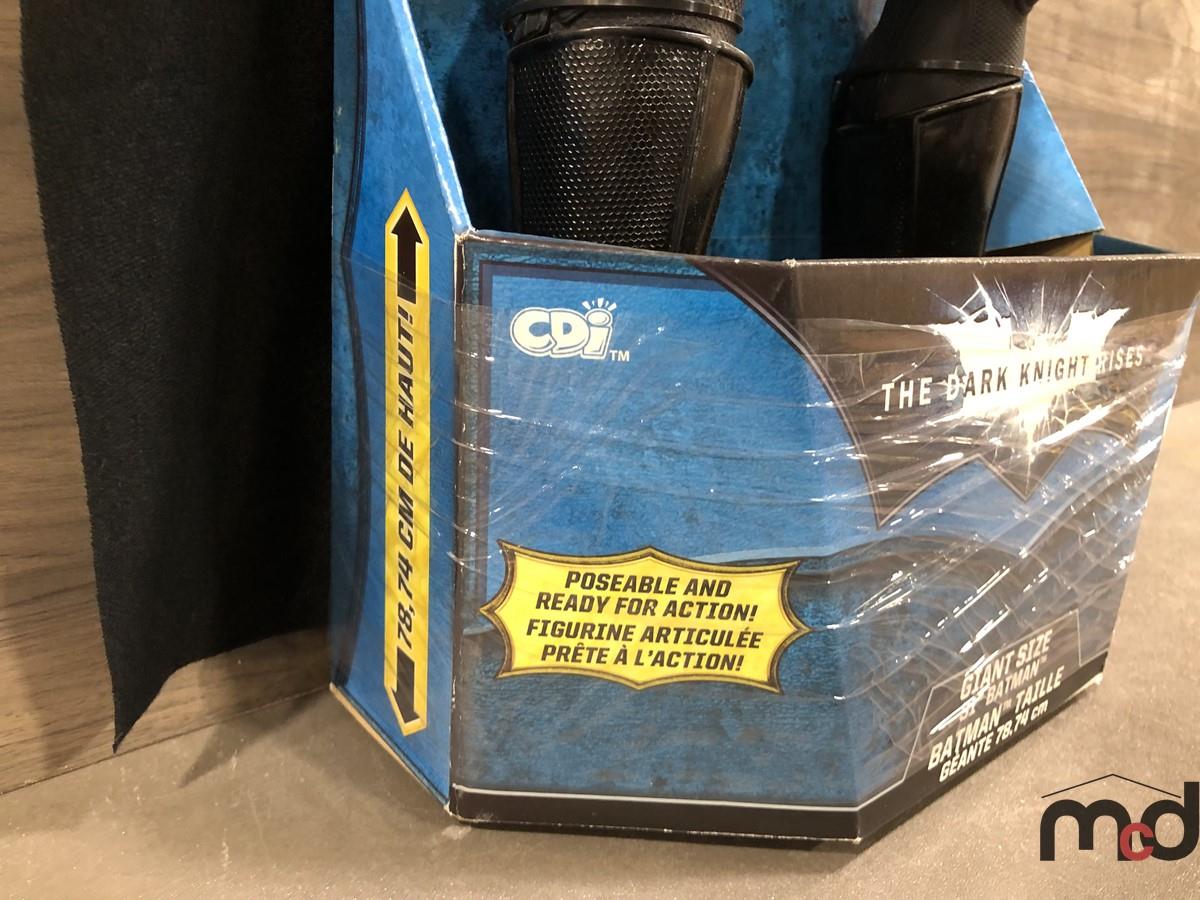 78,74 CM DE HAUT!
CDi™
THE DARK KNIGHT RISES
POSEABLE AND
READY FOR ACTION!
FIGURINE ARTICULÉE
PRÊTE À L'ACTION!
GIANT SIZE
BATMAN™
BATMAN™ TAILLE
GÉANTE 78.74 cm
mcd